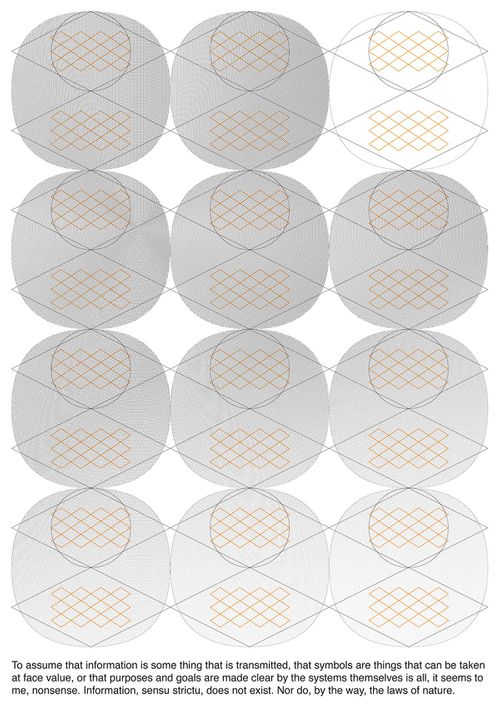 To assume that information is some thing that is transmitted, that symbols are things that can be taken
at face value, or that purposes and goals are made clear by the systems themselves is all, it seems to
me, nonsense. Information, sensu strictu, does not exist. Nor do, by the way, the laws of nature.